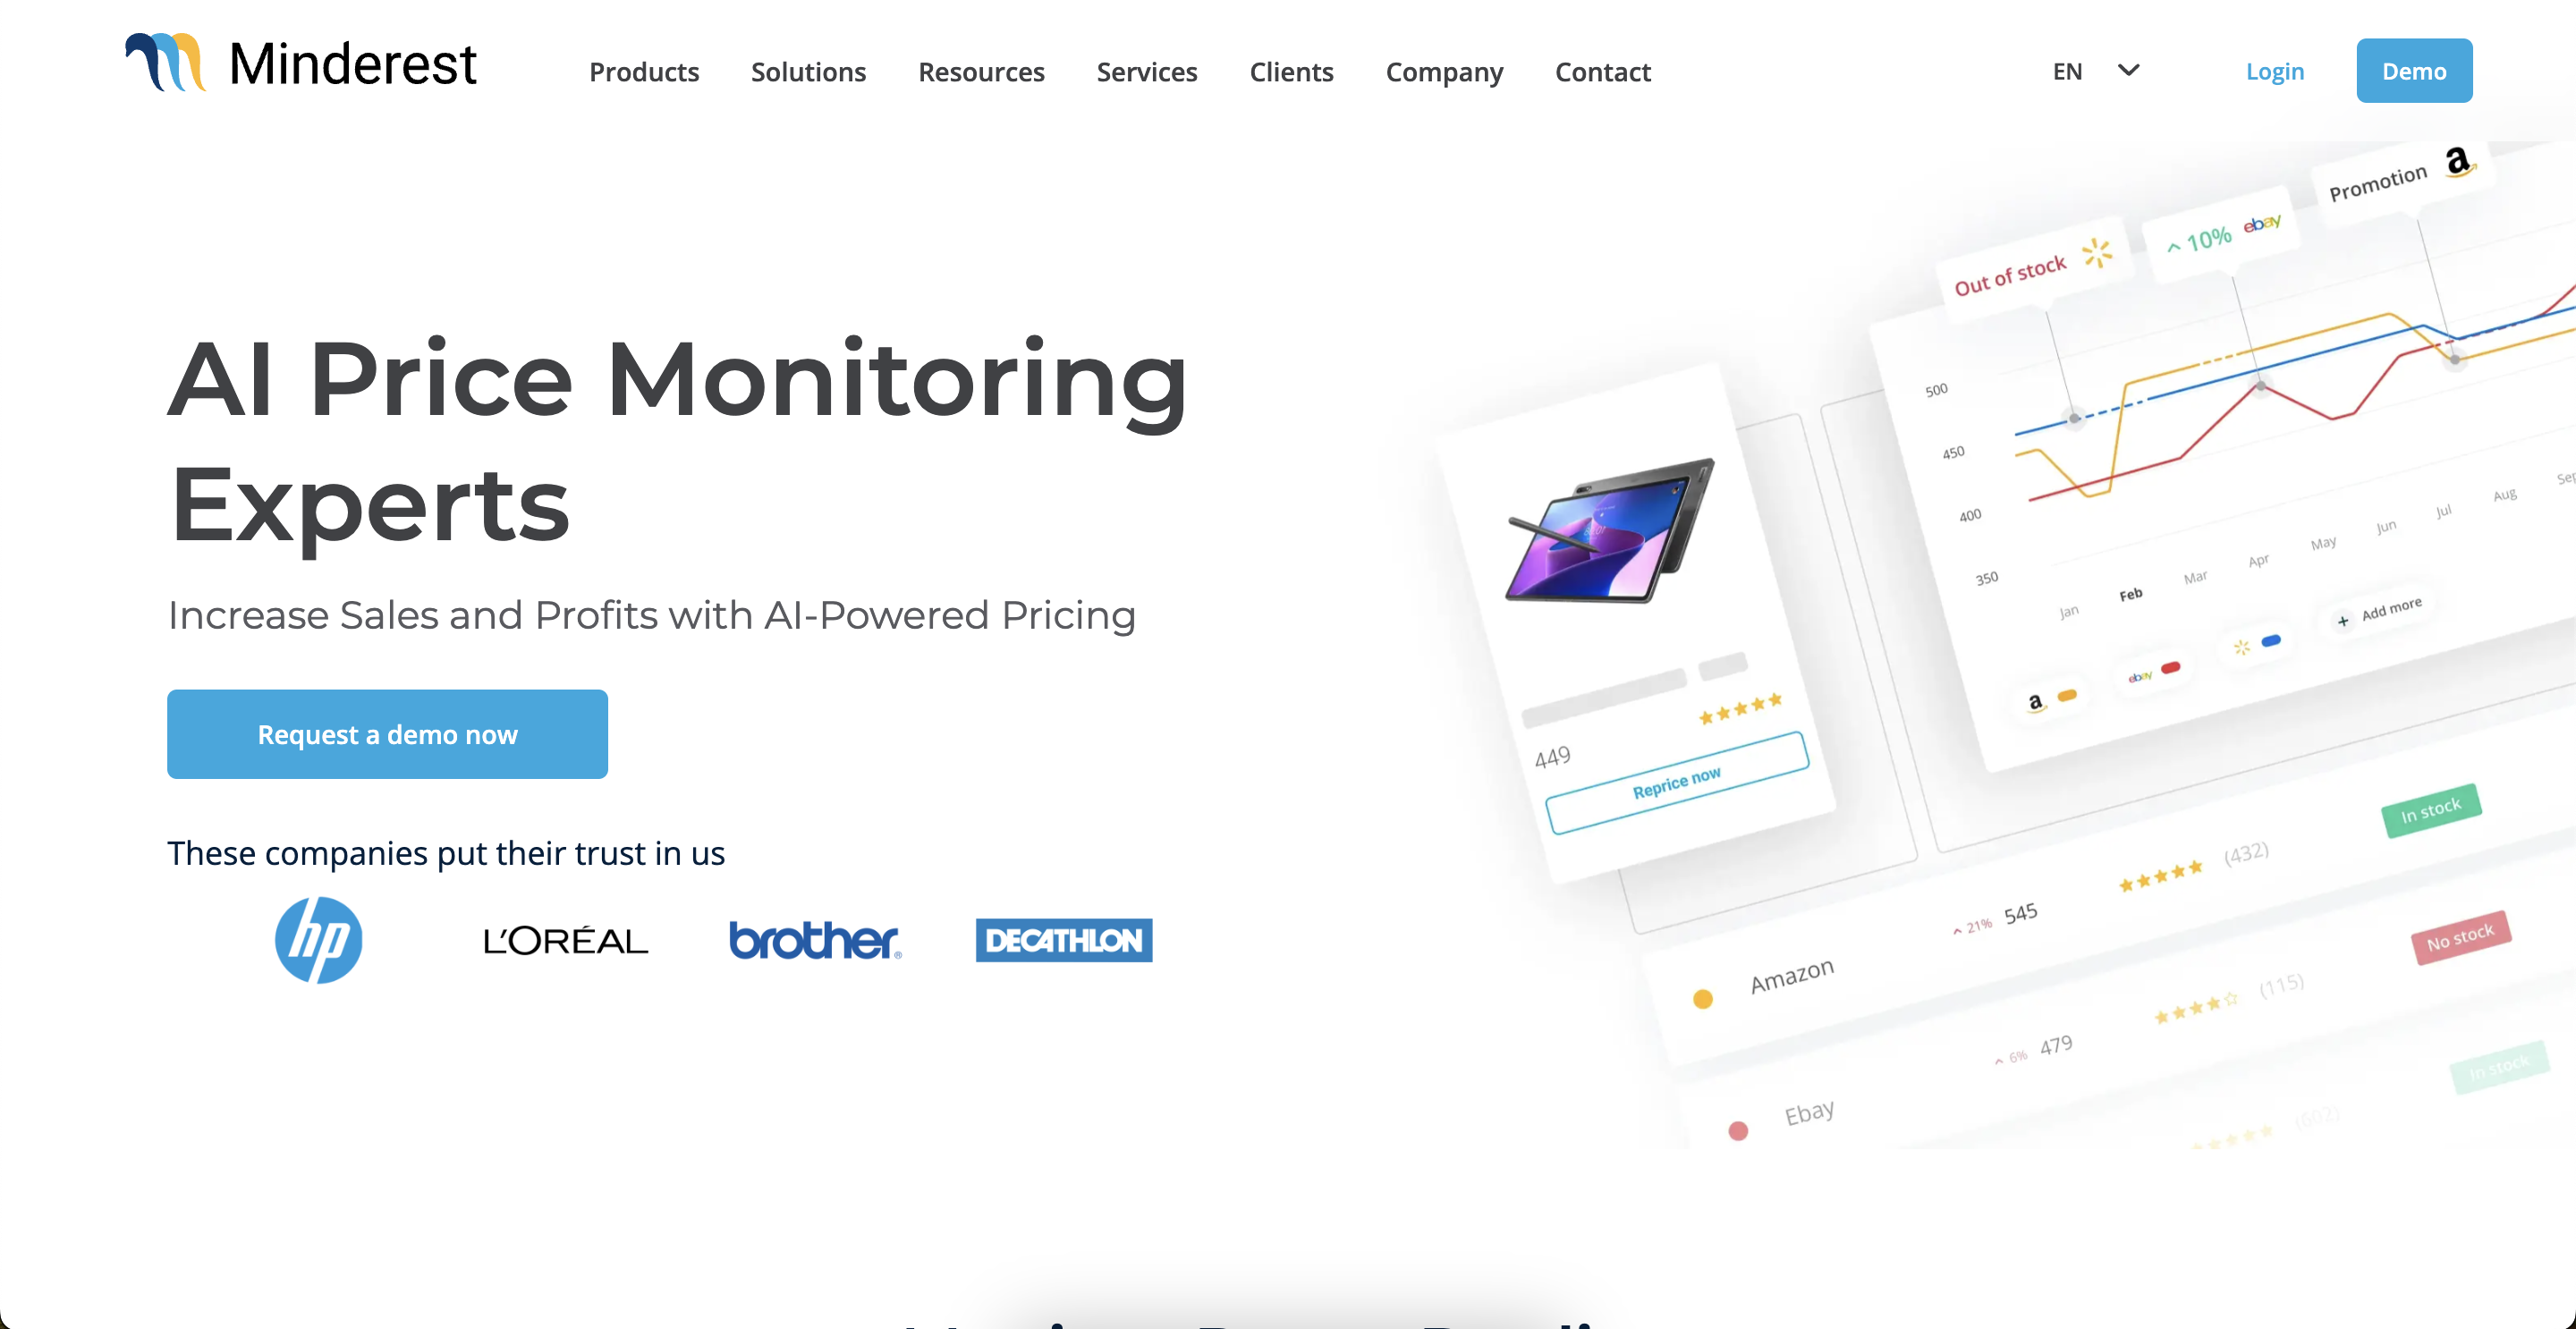 Minderest
Products Solutions Resources Services Clients Company Contact
EN
Login
Demo
AI Price Monitoring
Experts
Increase Sales and Profits with AI-Powered Pricing
Request a demo now
These companies put their trust in us
hp
L'ORÉAL
brother®
DECATHLON
Out of stock
10% ebay
Promotion a
500
450
400
350
Jan Feb Mar Apr May Jun Jul Aug Sep
a ebay + Add more
449
Reprice now
Amazon 21% 545 (432) In stock
Ebay 6% 479 (115) No stock
(602) In stock